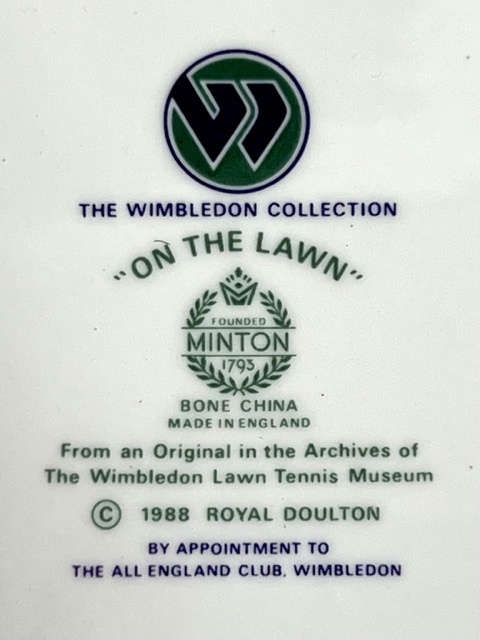 THE WIMBLEDON COLLECTION
"ON THE LAWN"
FOUNDED
MINTON
1793
BONE CHINA
MADE IN ENGLAND
From an Original in the Archives of
The Wimbledon Lawn Tennis Museum
© 1988 ROYAL DOULTON
BY APPOINTMENT TO
THE ALL ENGLAND CLUB, WIMBLEDON